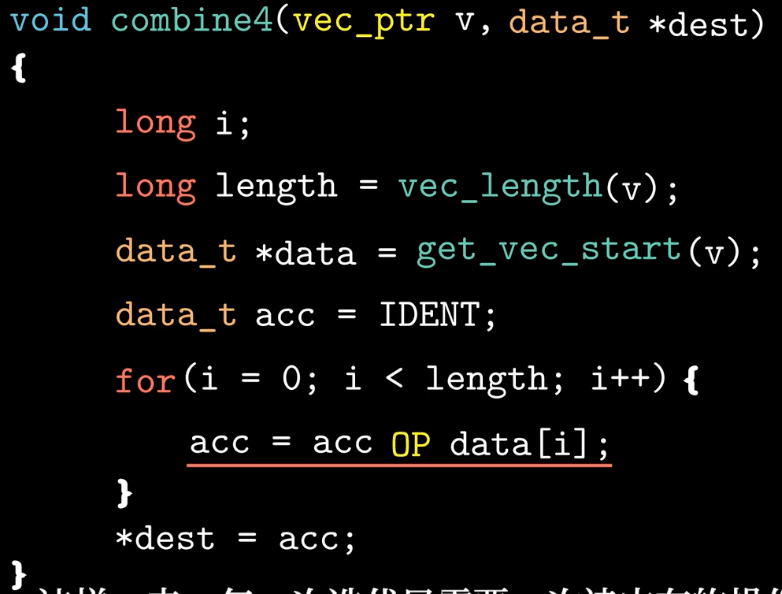 void combine4(vec_ptr v, data_t *dest)
{
long i;
long length = vec_length(v);
data_t *data = get_vec_start(v);
data_t acc = IDENT;
for(i = 0; i < length; i++) {
acc = acc OP data[i];
}
*dest = acc;
}